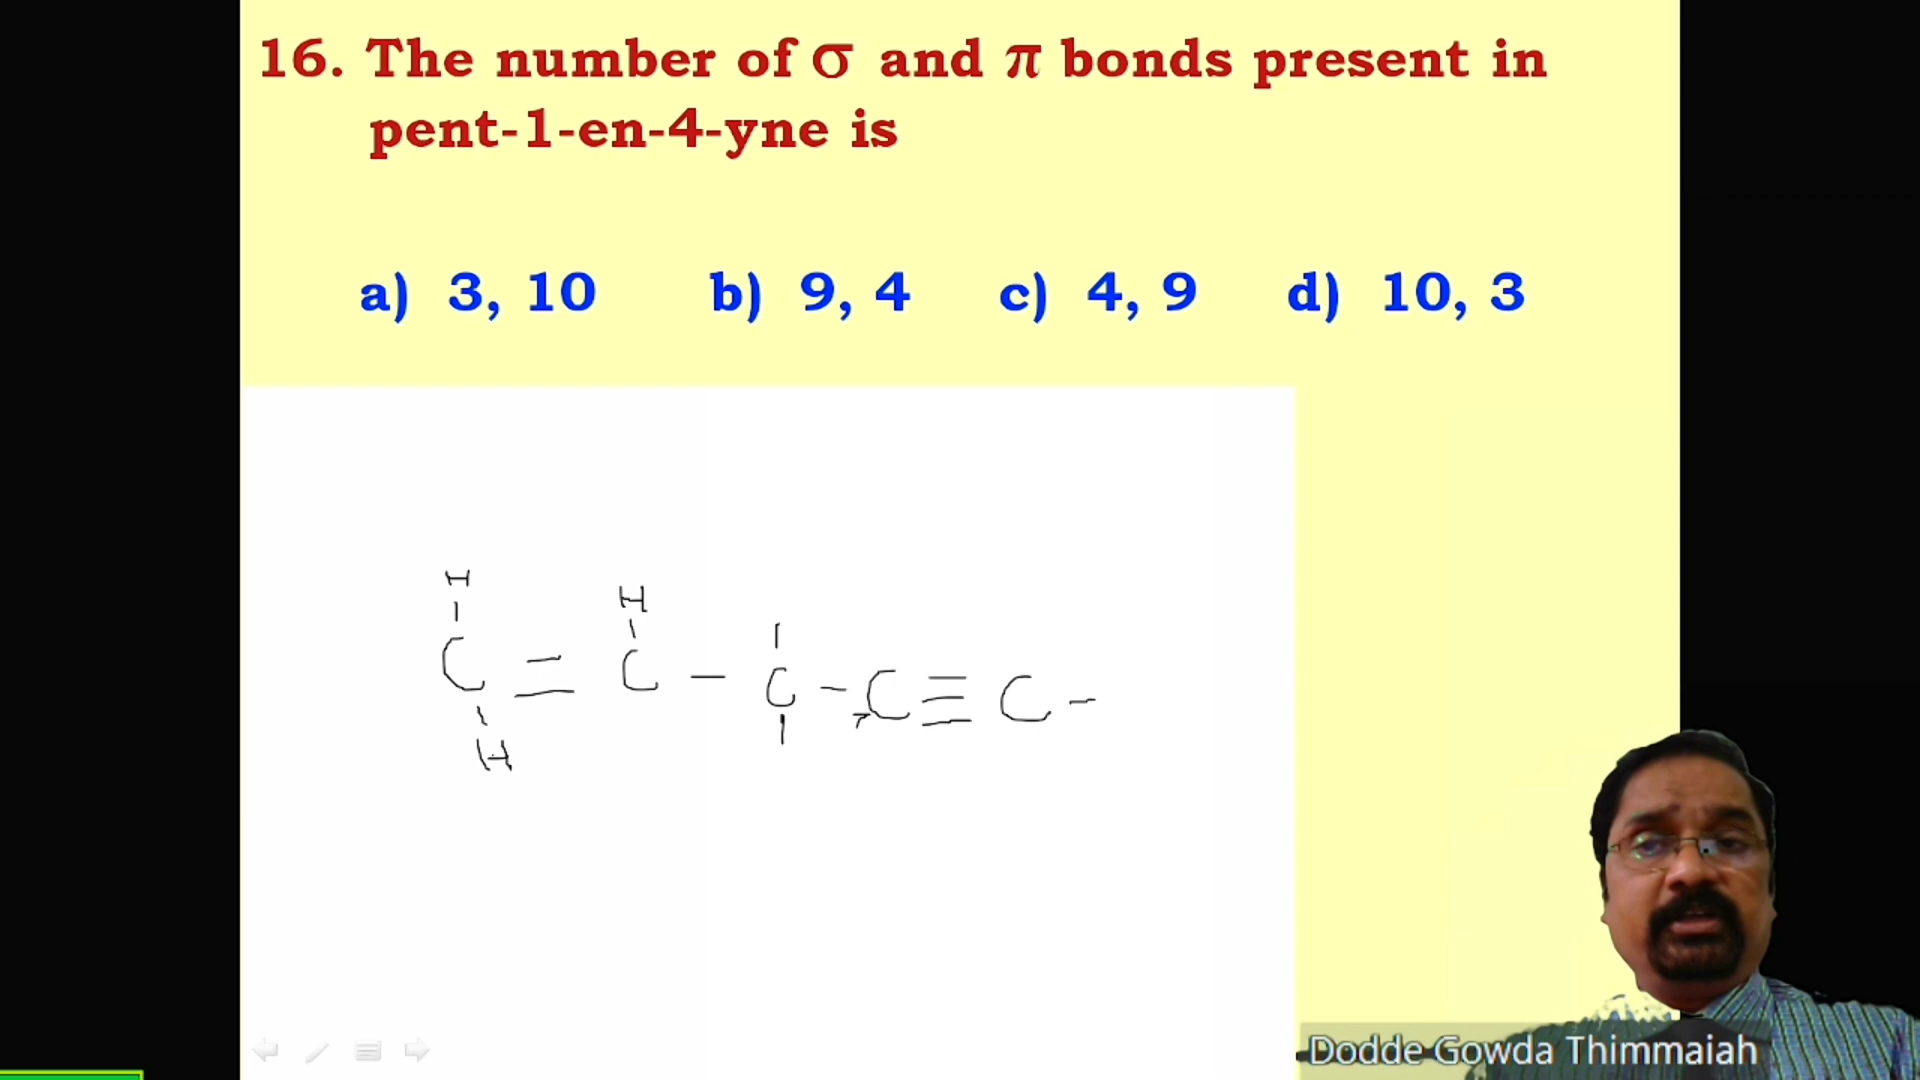 16. The number of σ and π bonds present in
pent-1-en-4-yne is
a) 3, 10 b) 9, 4 c) 4, 9 d) 10, 3
H
H
C = C - C - C ≡ C -
H
Dodde Gowda Thimmaiah